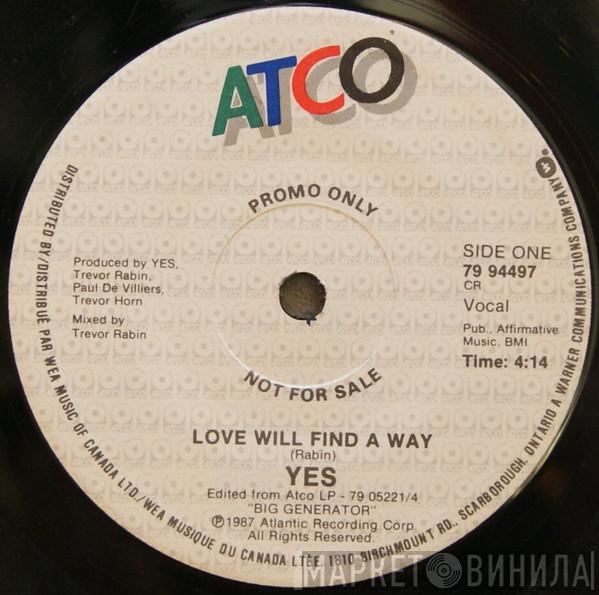 ATCO
PROMO ONLY
Produced by YES,
Trevor Rabin,
Paul De Villiers,
Trevor Horn
Mixed by
Trevor Rabin
SIDE ONE
79 94497
CR
Vocal
Pub., Affirmative
Music, BMI
Time: 4:14
NOT FOR SALE
LOVE WILL FIND A WAY
(Rabin)
YES
Edited from Atco LP - 79 05221/4
"BIG GENERATOR"
℗1987 Atlantic Recording Corp.
All Rights Reserved.
DISTRIBUTED BY/DISTRIBUÉ PAR WEA MUSIC OF CANADA LTD./WEA MUSIQUE DU CANADA LTÉE. 1810 BIRCHMOUNT RD., SCARBOROUGH, ONTARIO A WARNER COMMUNICATIONS COMPANY
МАРКЕТ ВИНИЛА